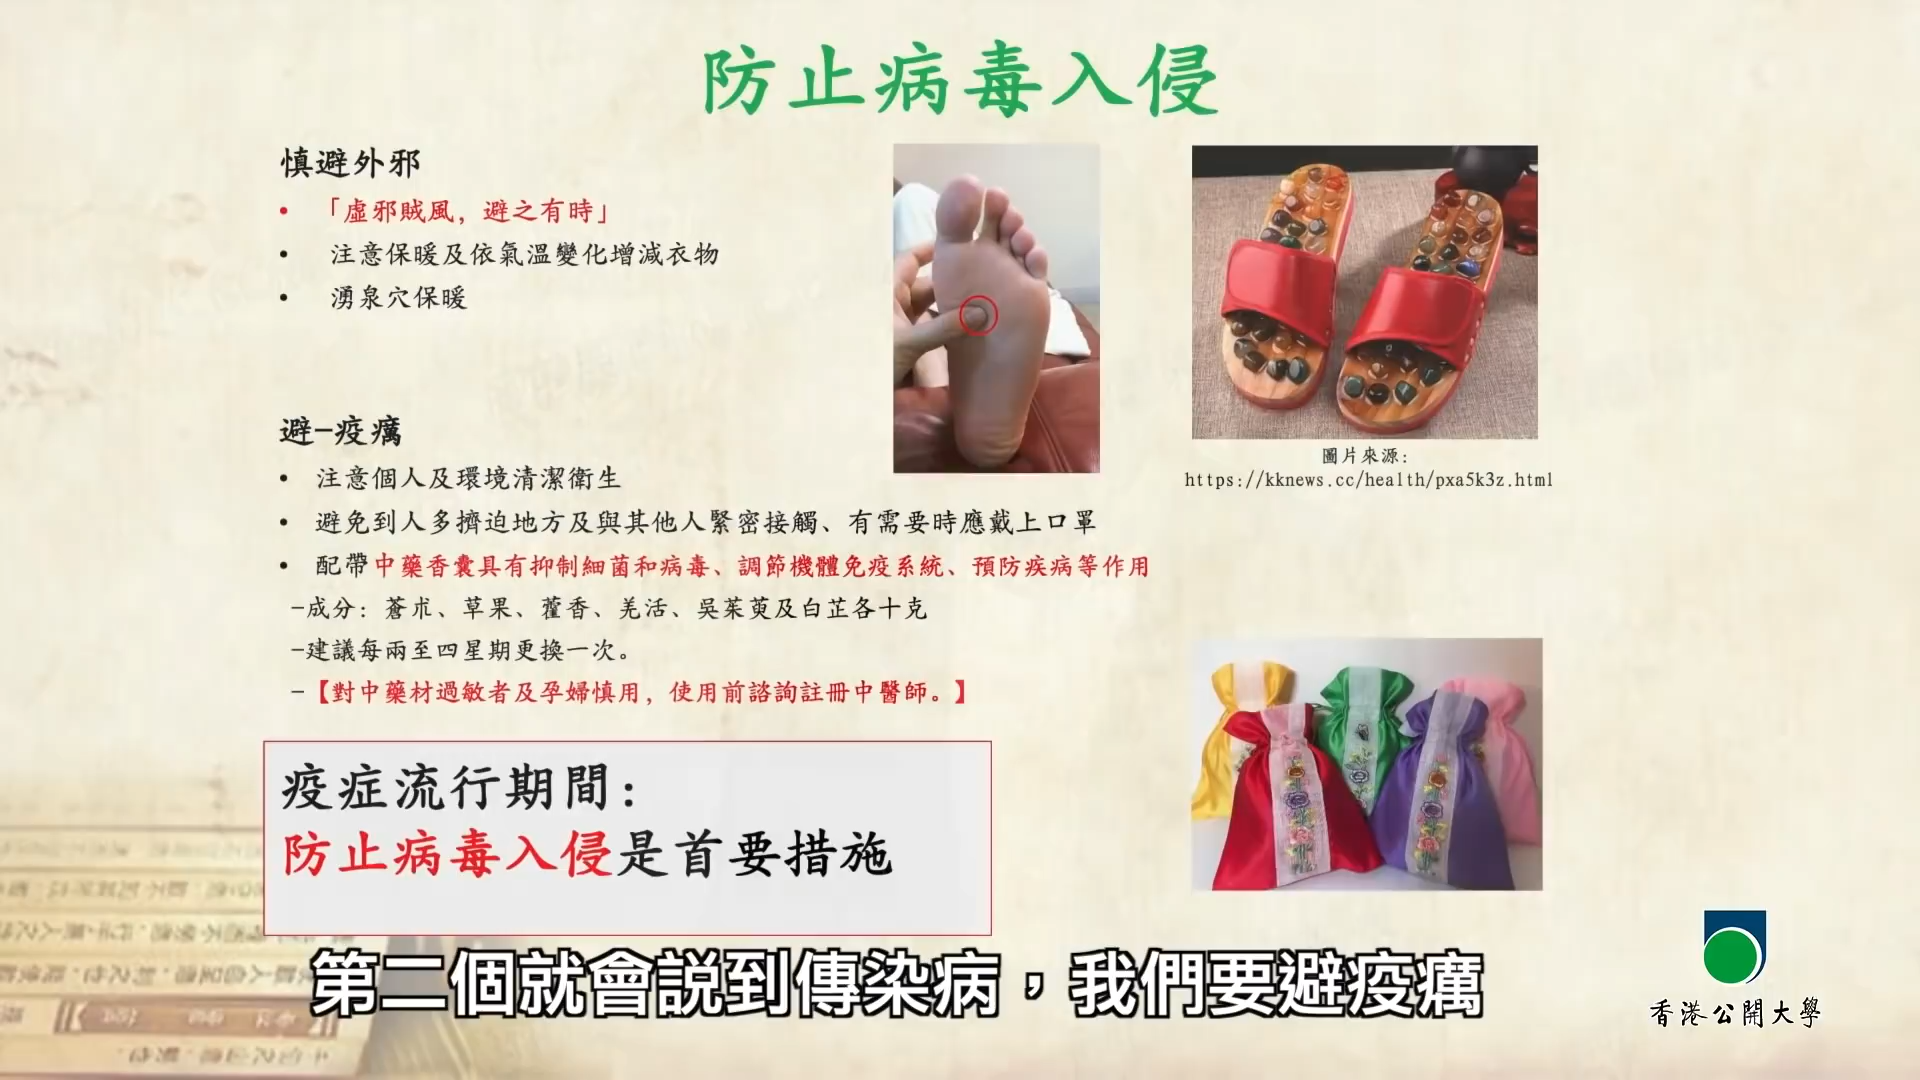 防止病毒入侵
慎避外邪
• 「虛邪賊風，避之有時」
• 注意保暖及依氣溫變化增減衣物
• 湧泉穴保暖
避-疫癘
• 注意個人及環境清潔衛生
• 避免到人多擠迫地方及與其他人緊密接觸、有需要時應戴上口罩
• 配帶中藥香囊具有抑制細菌和病毒、調節機體免疫系統、預防疾病等作用
-成分：蒼朮、草果、藿香、羌活、吳茱萸及白芷各十克
-建議每兩至四星期更換一次。
-【對中藥材過敏者及孕婦慎用，使用前諮詢註冊中醫師。】
圖片來源：
https://kknews.cc/health/pxa5k3z.html
疫症流行期間：
防止病毒入侵是首要措施
第二個就會説到傳染病，我們要避疫癘
香港公開大學